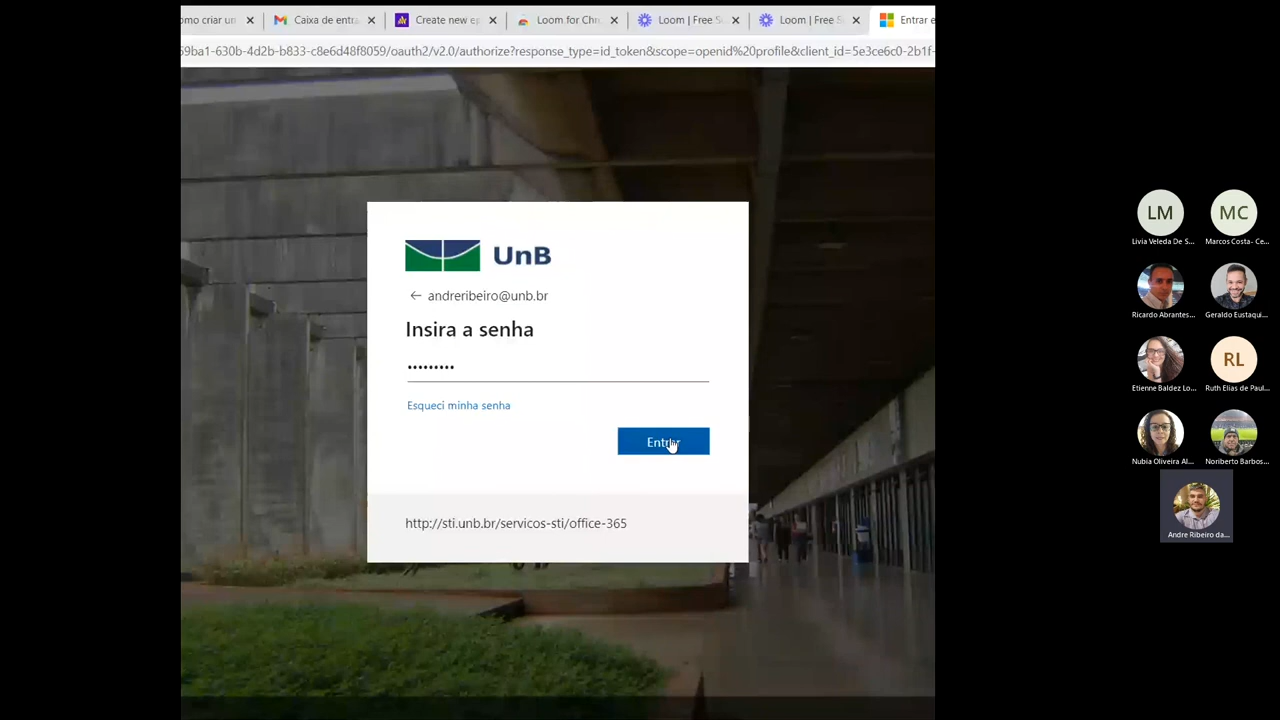 omo criar un
Caixa de entra
Create new ep
Loom for Chr
Loom | Free S
Loom | Free S
Entrar e
59ba1-630b-4d2b-b833-c8e6d48f8059/oauth2/v2.0/authorize?response_type=id_token&scope=openid%20profile&client_id=5e3ce6c0-2b1f-
UnB
andreribeiro@unb.br
Insira a senha
Esqueci minha senha
Entrar
http://sti.unb.br/servicos-sti/office-365
LM
MC
Livia Veleda De S...
Marcos Costa- Ce...
Ricardo Abrantes...
Geraldo Eustaqui...
RL
Etienne Baldez Lo...
Ruth Elias de Paul...
Nubia Oliveira Al...
Noriberto Barbos...
Andre Ribeiro da...